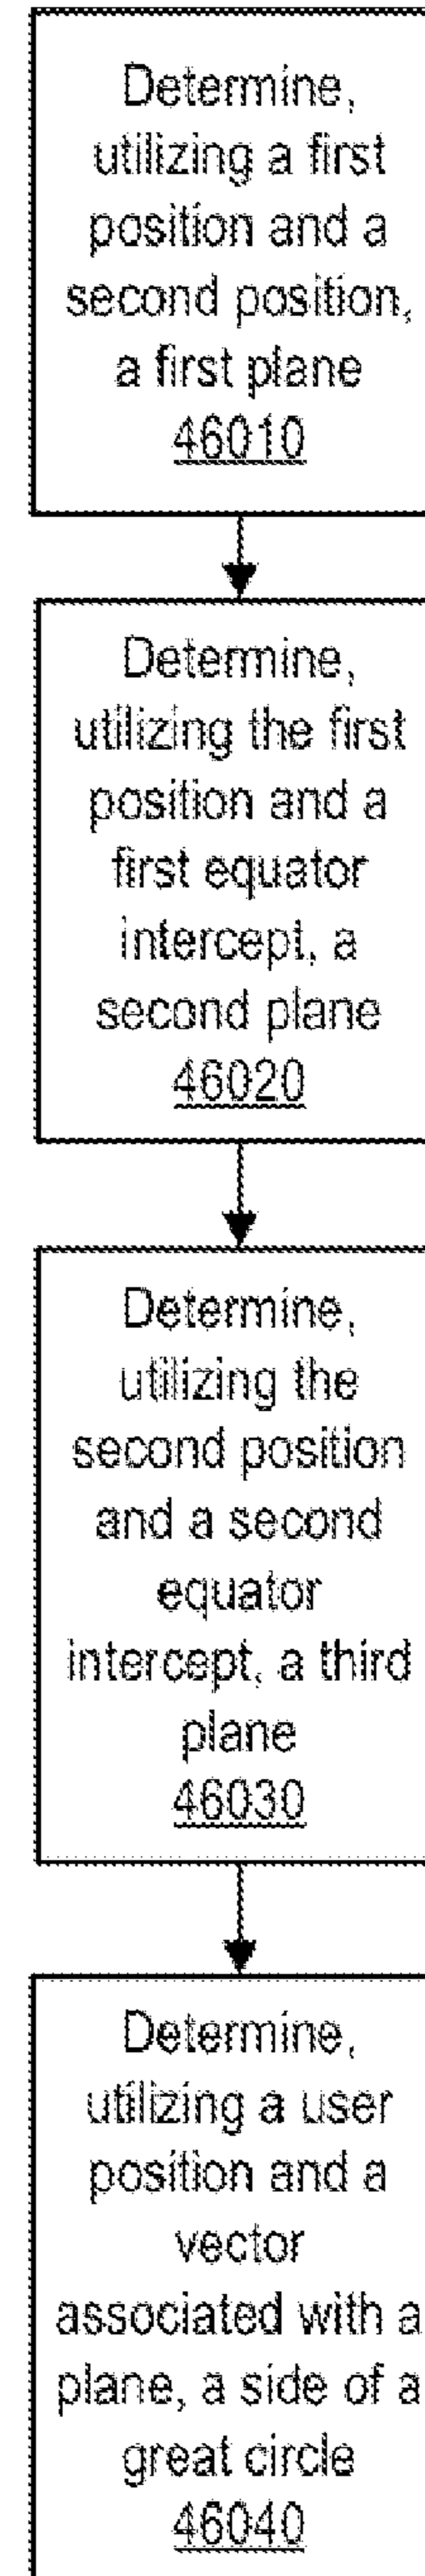 Determine,
utilizing a first
position and a
second position,
a first plane
46010
Determine,
utilizing the first
position and a
first equator
intercept, a
second plane
46020
Determine,
utilizing the
second position
and a second
equator
intercept, a third
plane
46030
Determine,
utilizing a user
position and a
vector
associated with a
plane, a side of a
great circle
46040